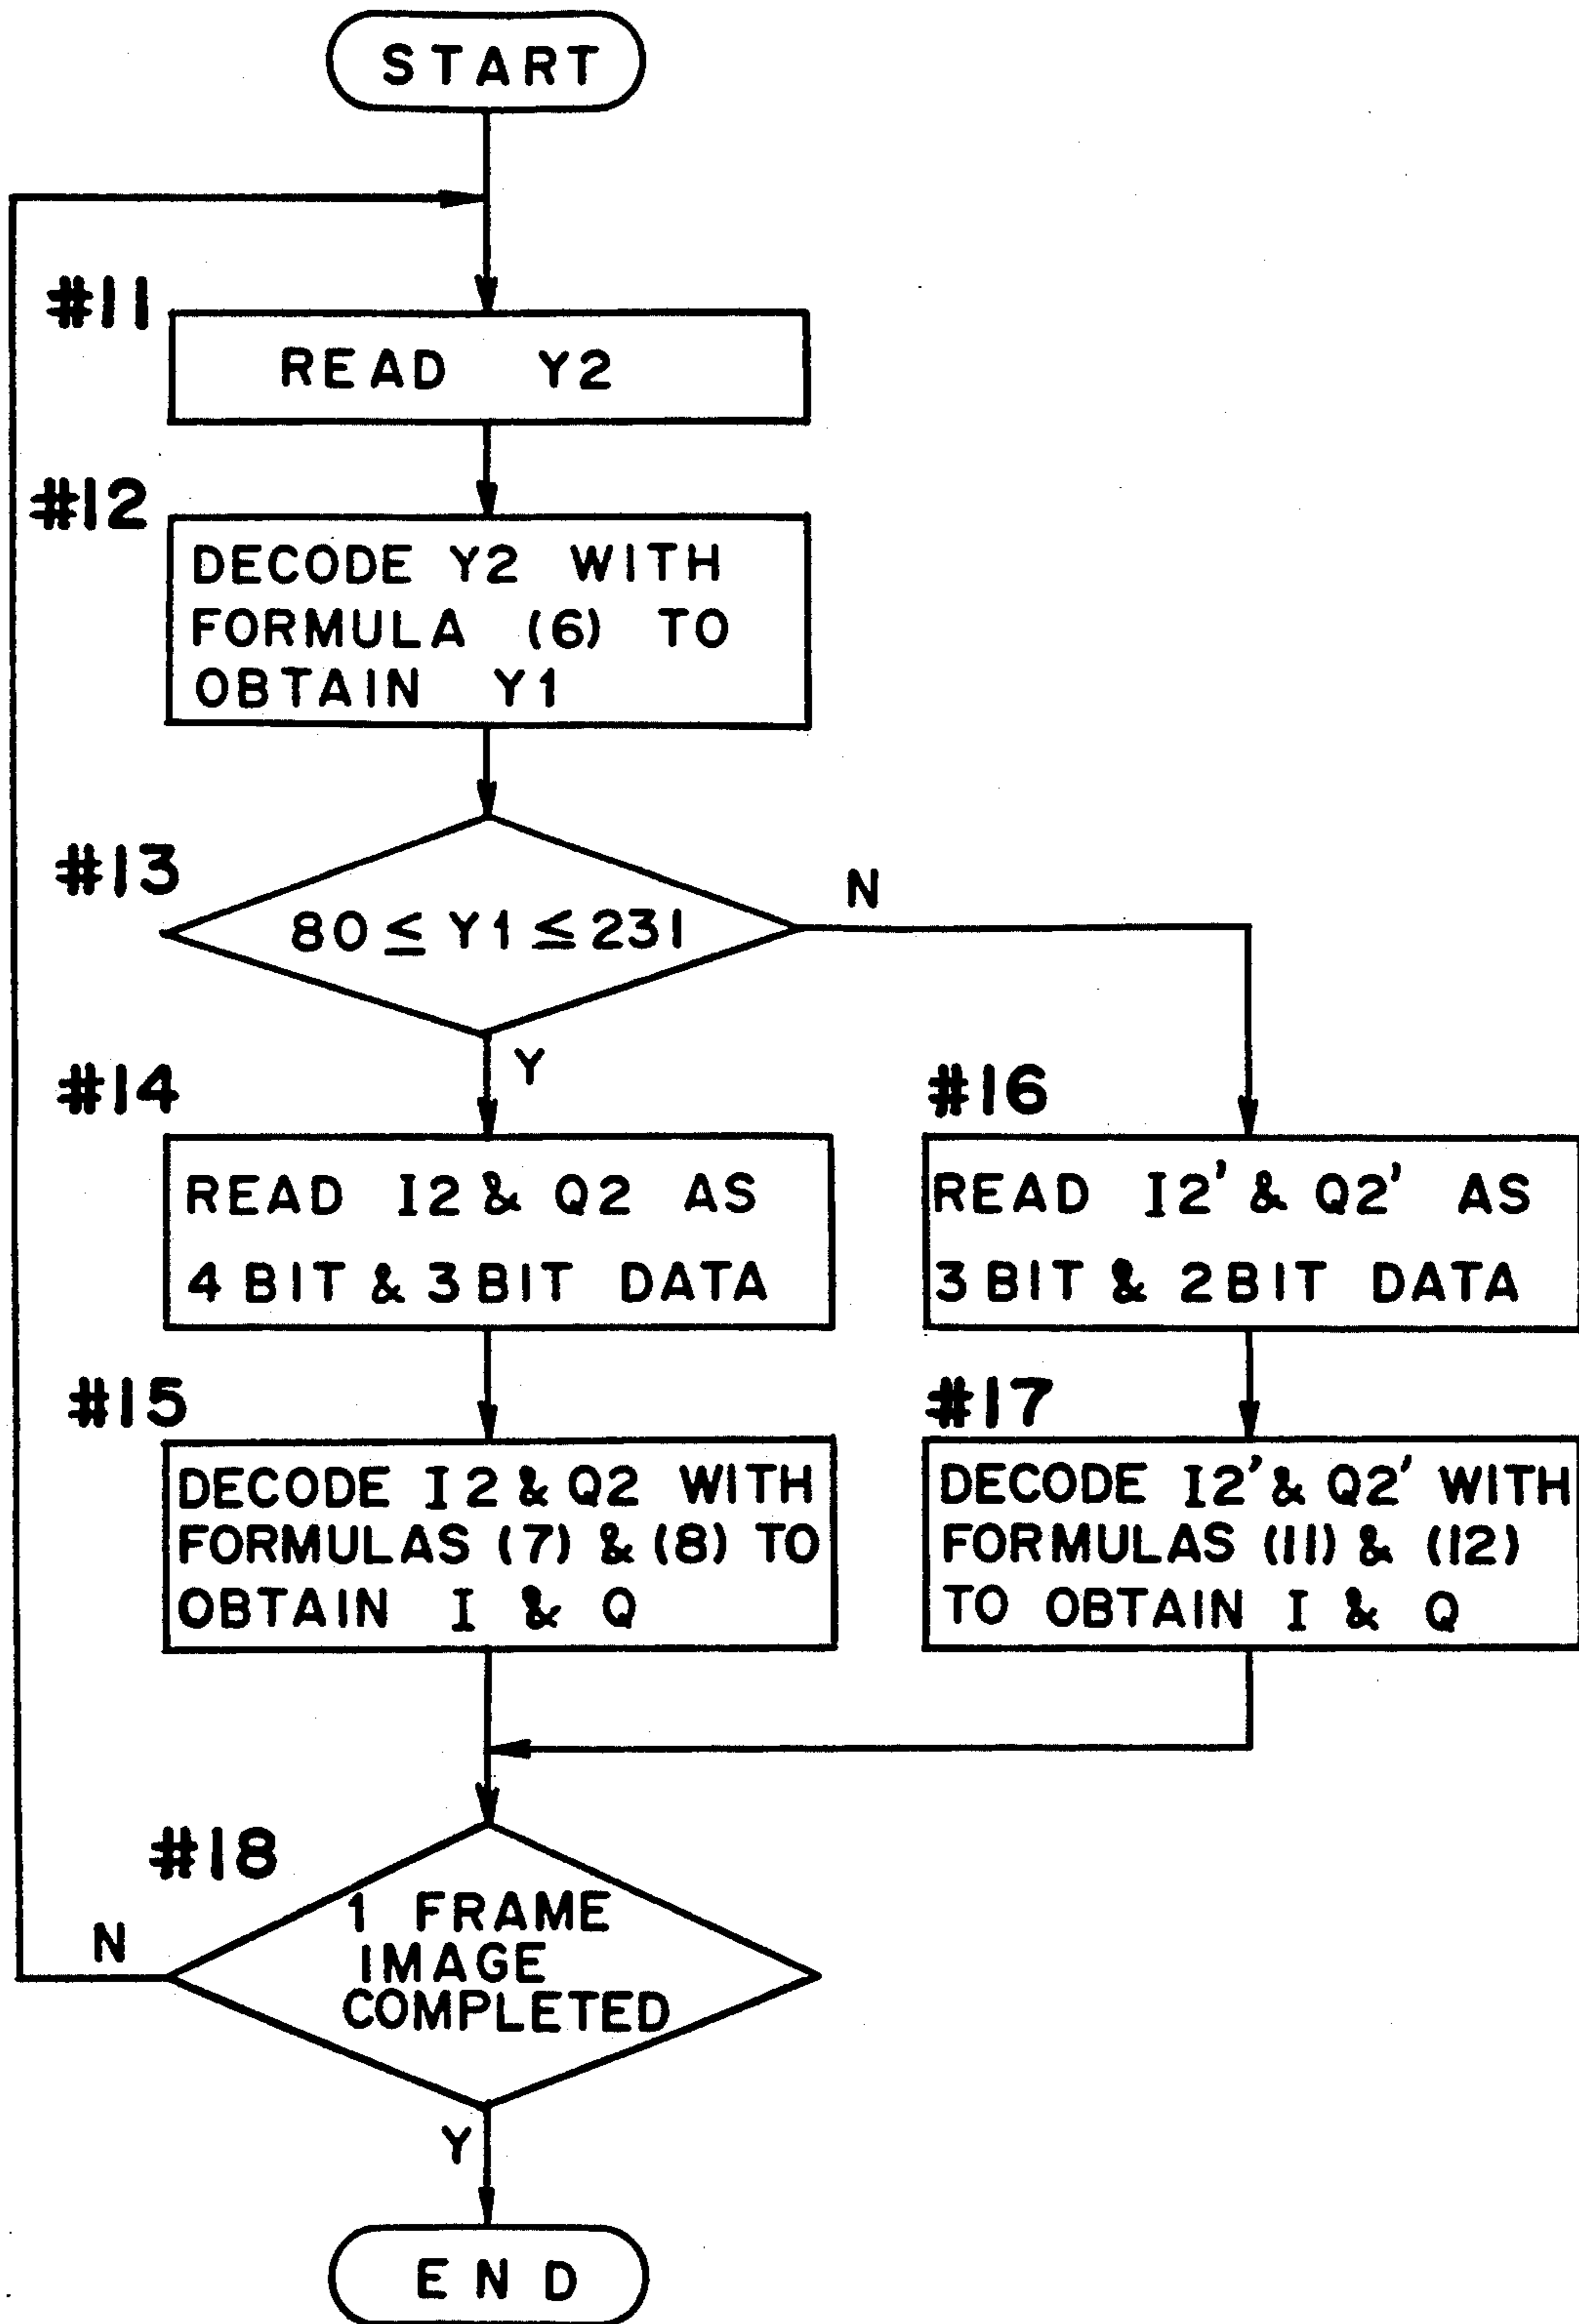 START
#11
READ Y2
#12
DECODE Y2 WITH
FORMULA (6) TO
OBTAIN Y1
#13
80 ≤ Y1 ≤ 231
N
Y
#14
READ I2 & Q2 AS
4 BIT & 3 BIT DATA
#16
READ I2' & Q2' AS
3 BIT & 2 BIT DATA
#15
DECODE I2 & Q2 WITH
FORMULAS (7) & (8) TO
OBTAIN I & Q
#17
DECODE I2' & Q2' WITH
FORMULAS (11) & (12)
TO OBTAIN I & Q
#18
1 FRAME
IMAGE
COMPLETED
N
Y
END